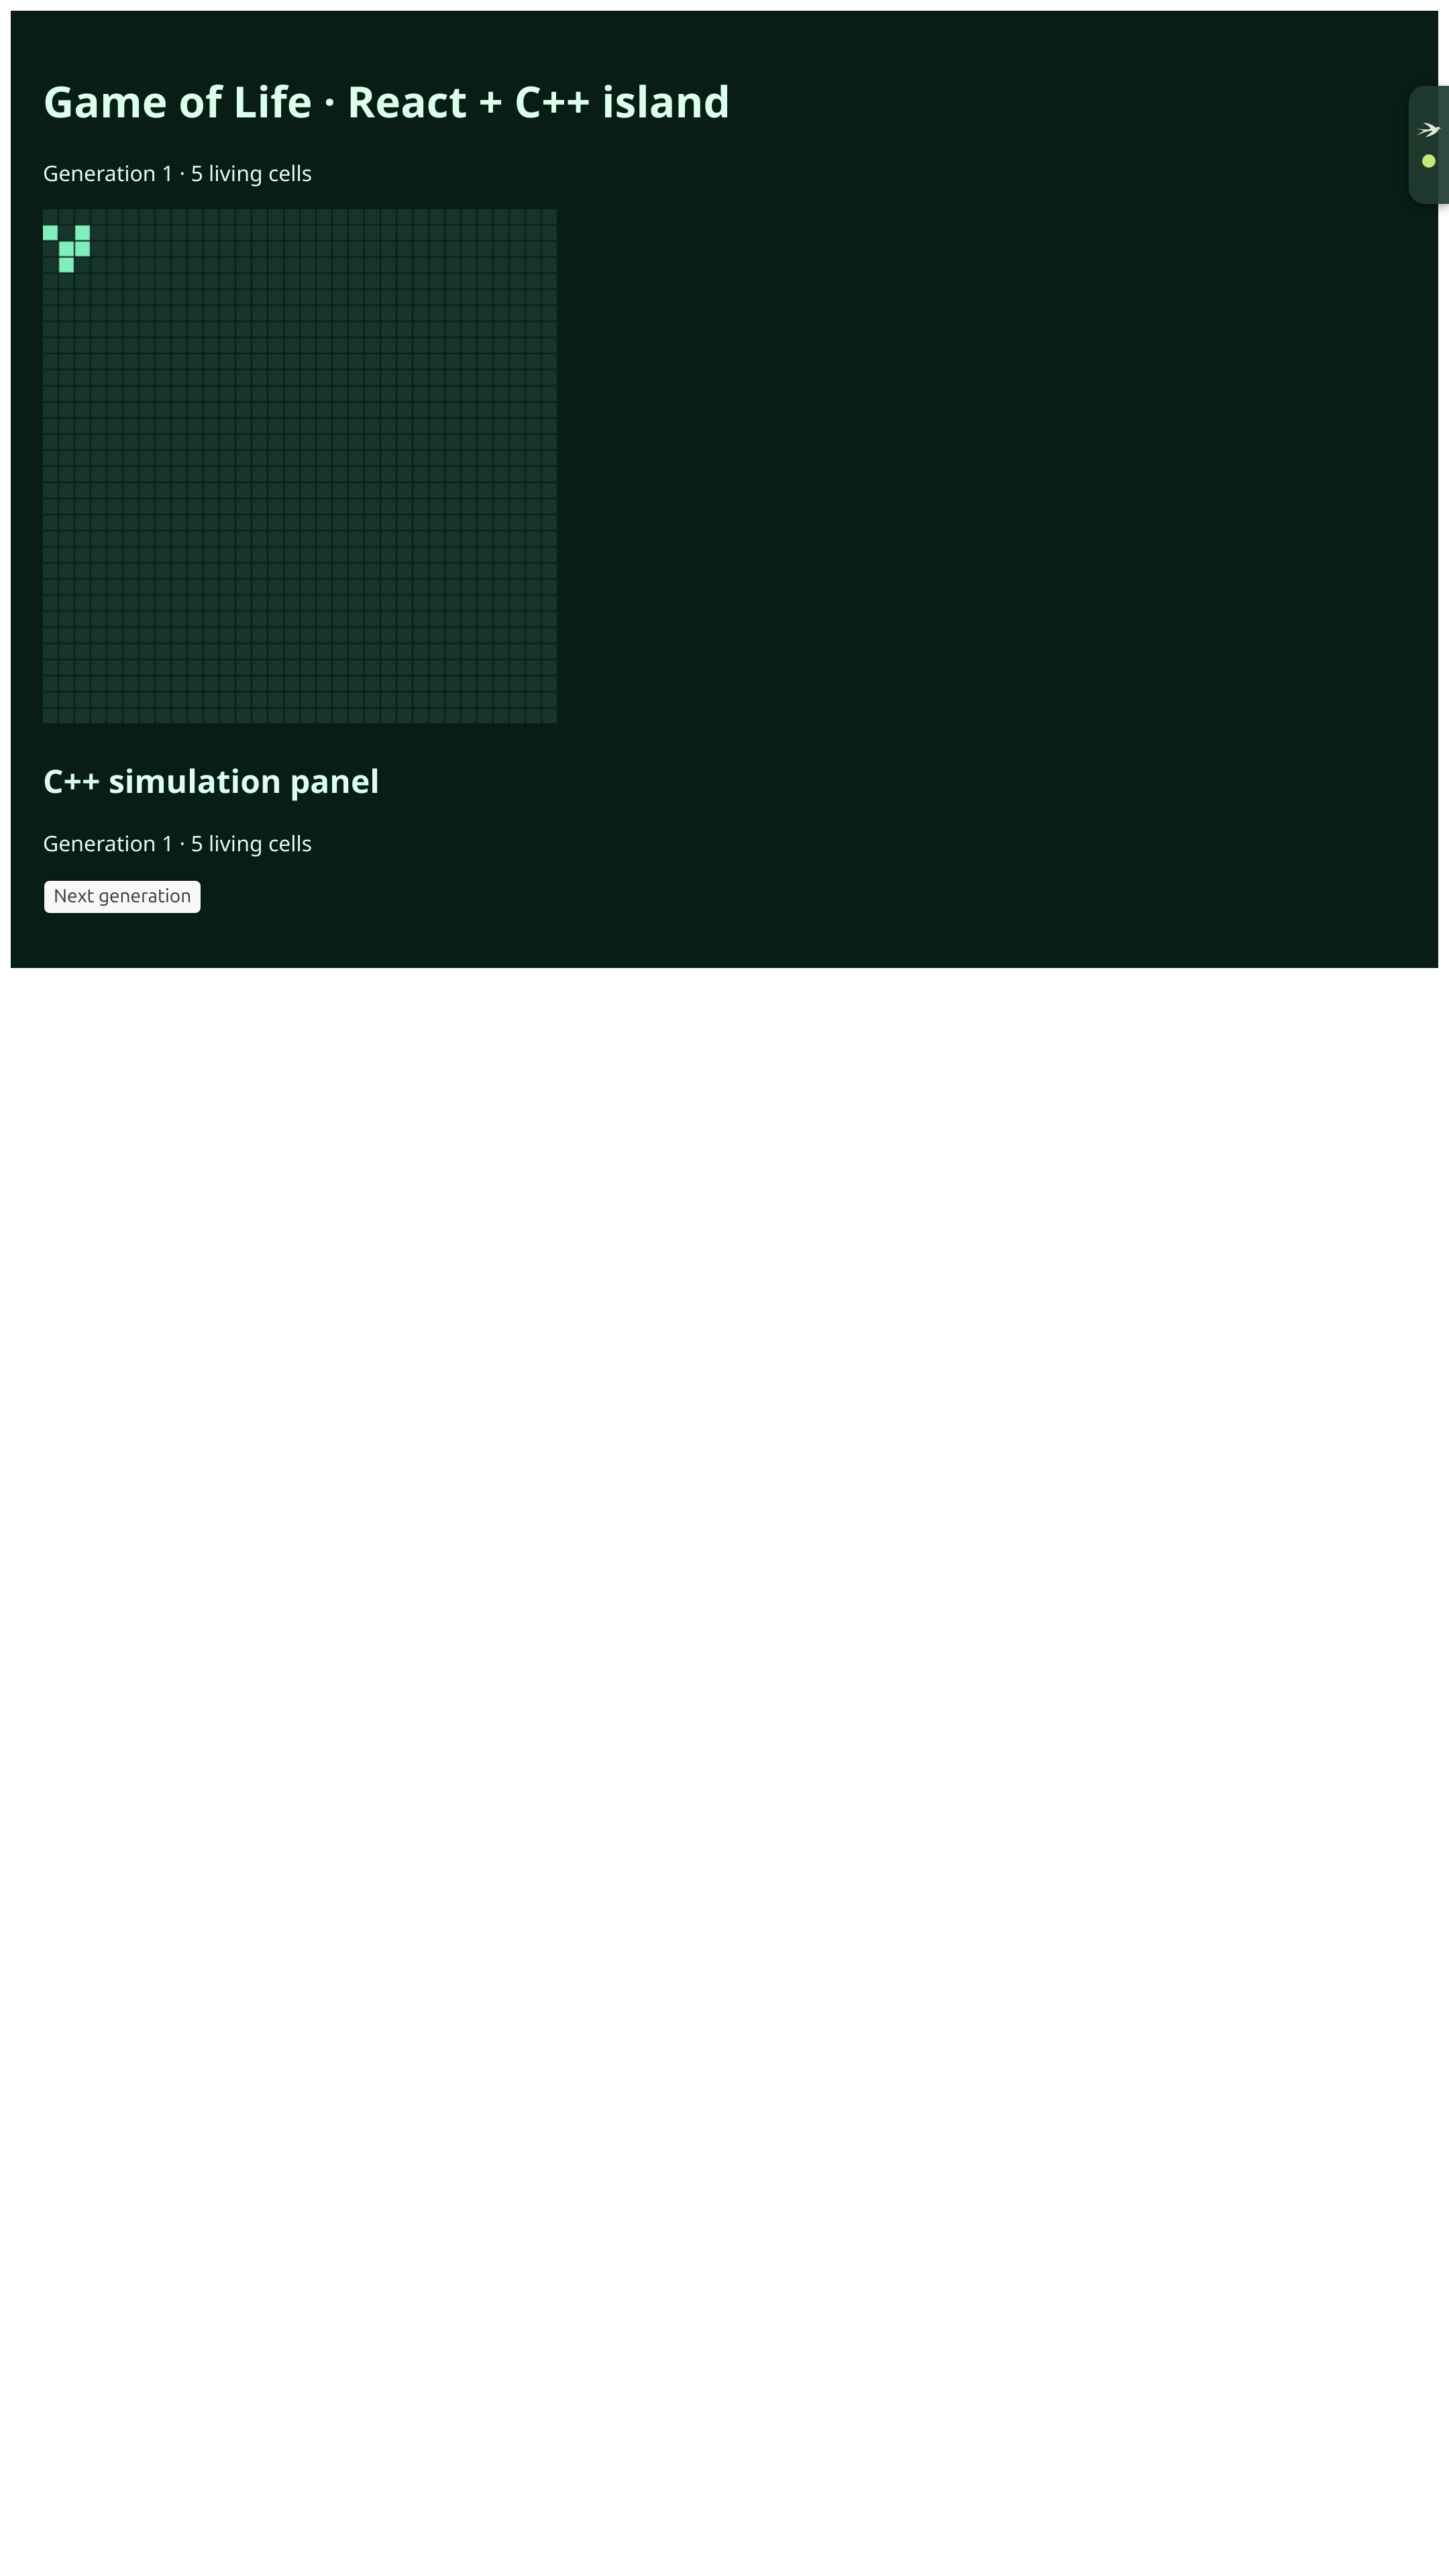 Game of Life · React + C++ island
Generation 1 · 5 living cells
C++ simulation panel
Generation 1 · 5 living cells
Next generation